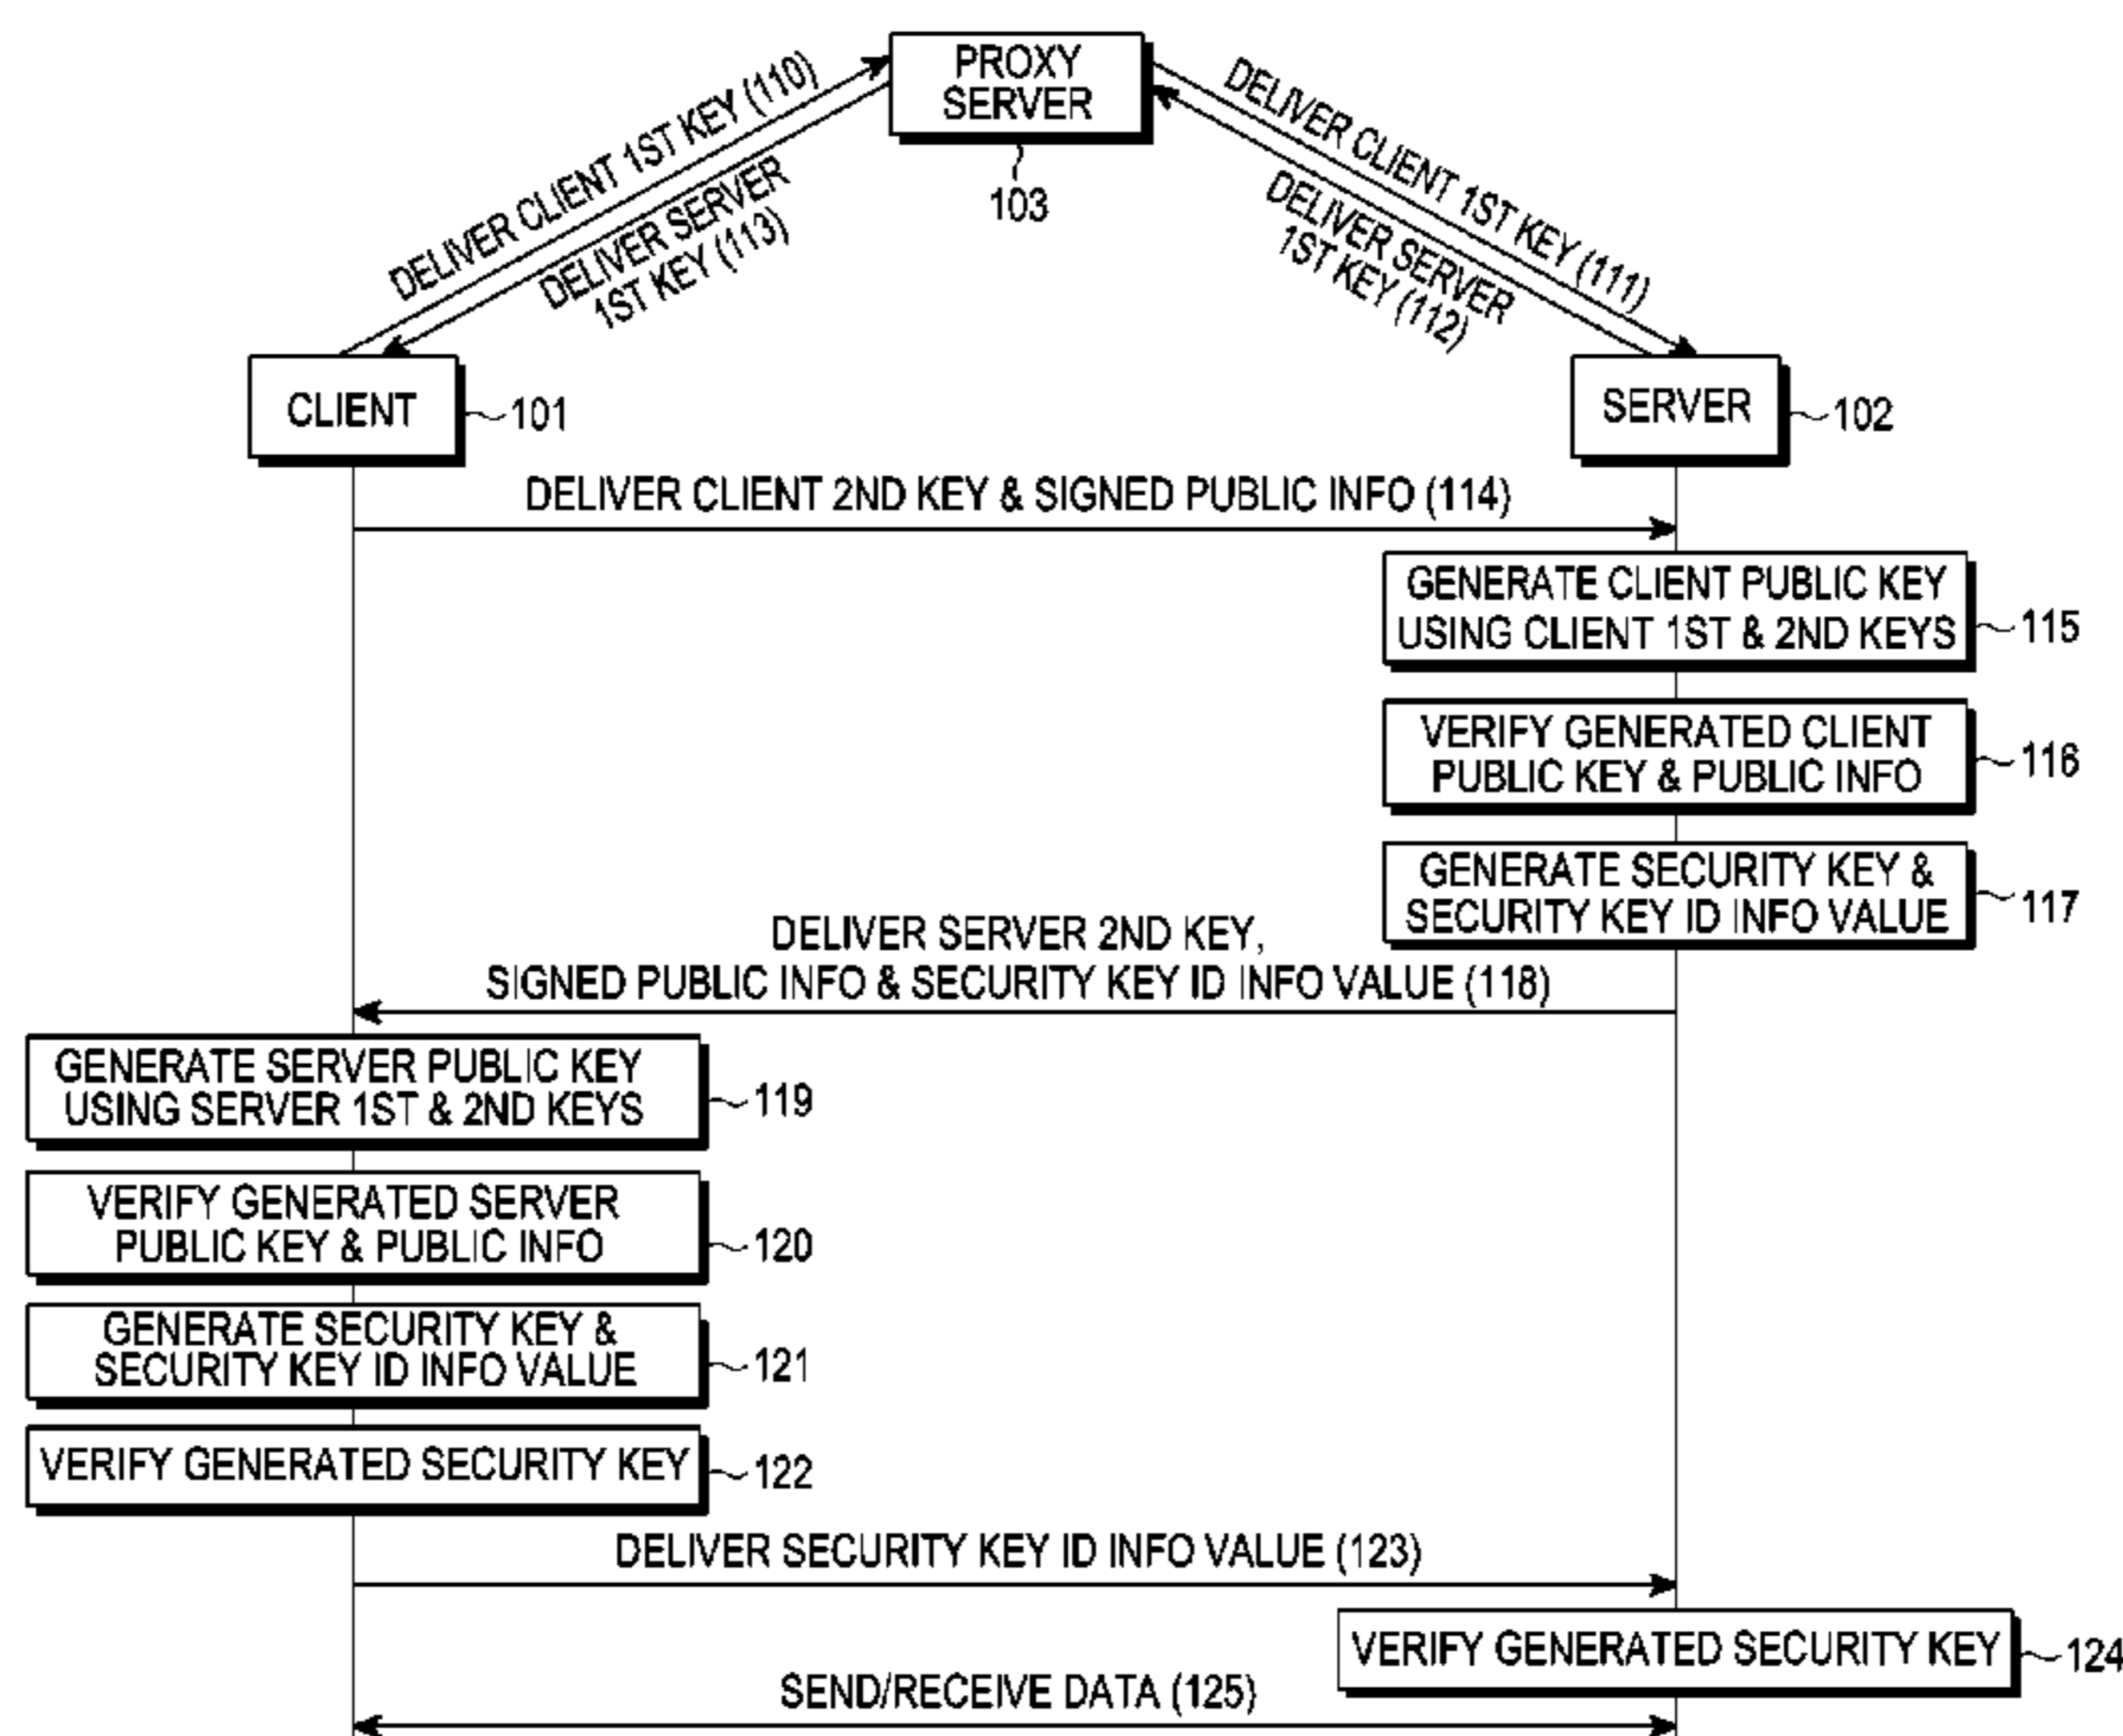 PROXY
SERVER
103
DELIVER CLIENT 1ST KEY (110)
DELIVER SERVER
1ST KEY (113)
DELIVER CLIENT 1ST KEY (111)
DELIVER SERVER
1ST KEY (112)
CLIENT
101
SERVER
102
DELIVER CLIENT 2ND KEY & SIGNED PUBLIC INFO (114)
GENERATE CLIENT PUBLIC KEY
USING CLIENT 1ST & 2ND KEYS
115
VERIFY GENERATED CLIENT
PUBLIC KEY & PUBLIC INFO
116
GENERATE SECURITY KEY &
SECURITY KEY ID INFO VALUE
117
DELIVER SERVER 2ND KEY,
SIGNED PUBLIC INFO & SECURITY KEY ID INFO VALUE (118)
GENERATE SERVER PUBLIC KEY
USING SERVER 1ST & 2ND KEYS
119
VERIFY GENERATED SERVER
PUBLIC KEY & PUBLIC INFO
120
GENERATE SECURITY KEY &
SECURITY KEY ID INFO VALUE
121
VERIFY GENERATED SECURITY KEY
122
DELIVER SECURITY KEY ID INFO VALUE (123)
VERIFY GENERATED SECURITY KEY
124
SEND/RECEIVE DATA (125)